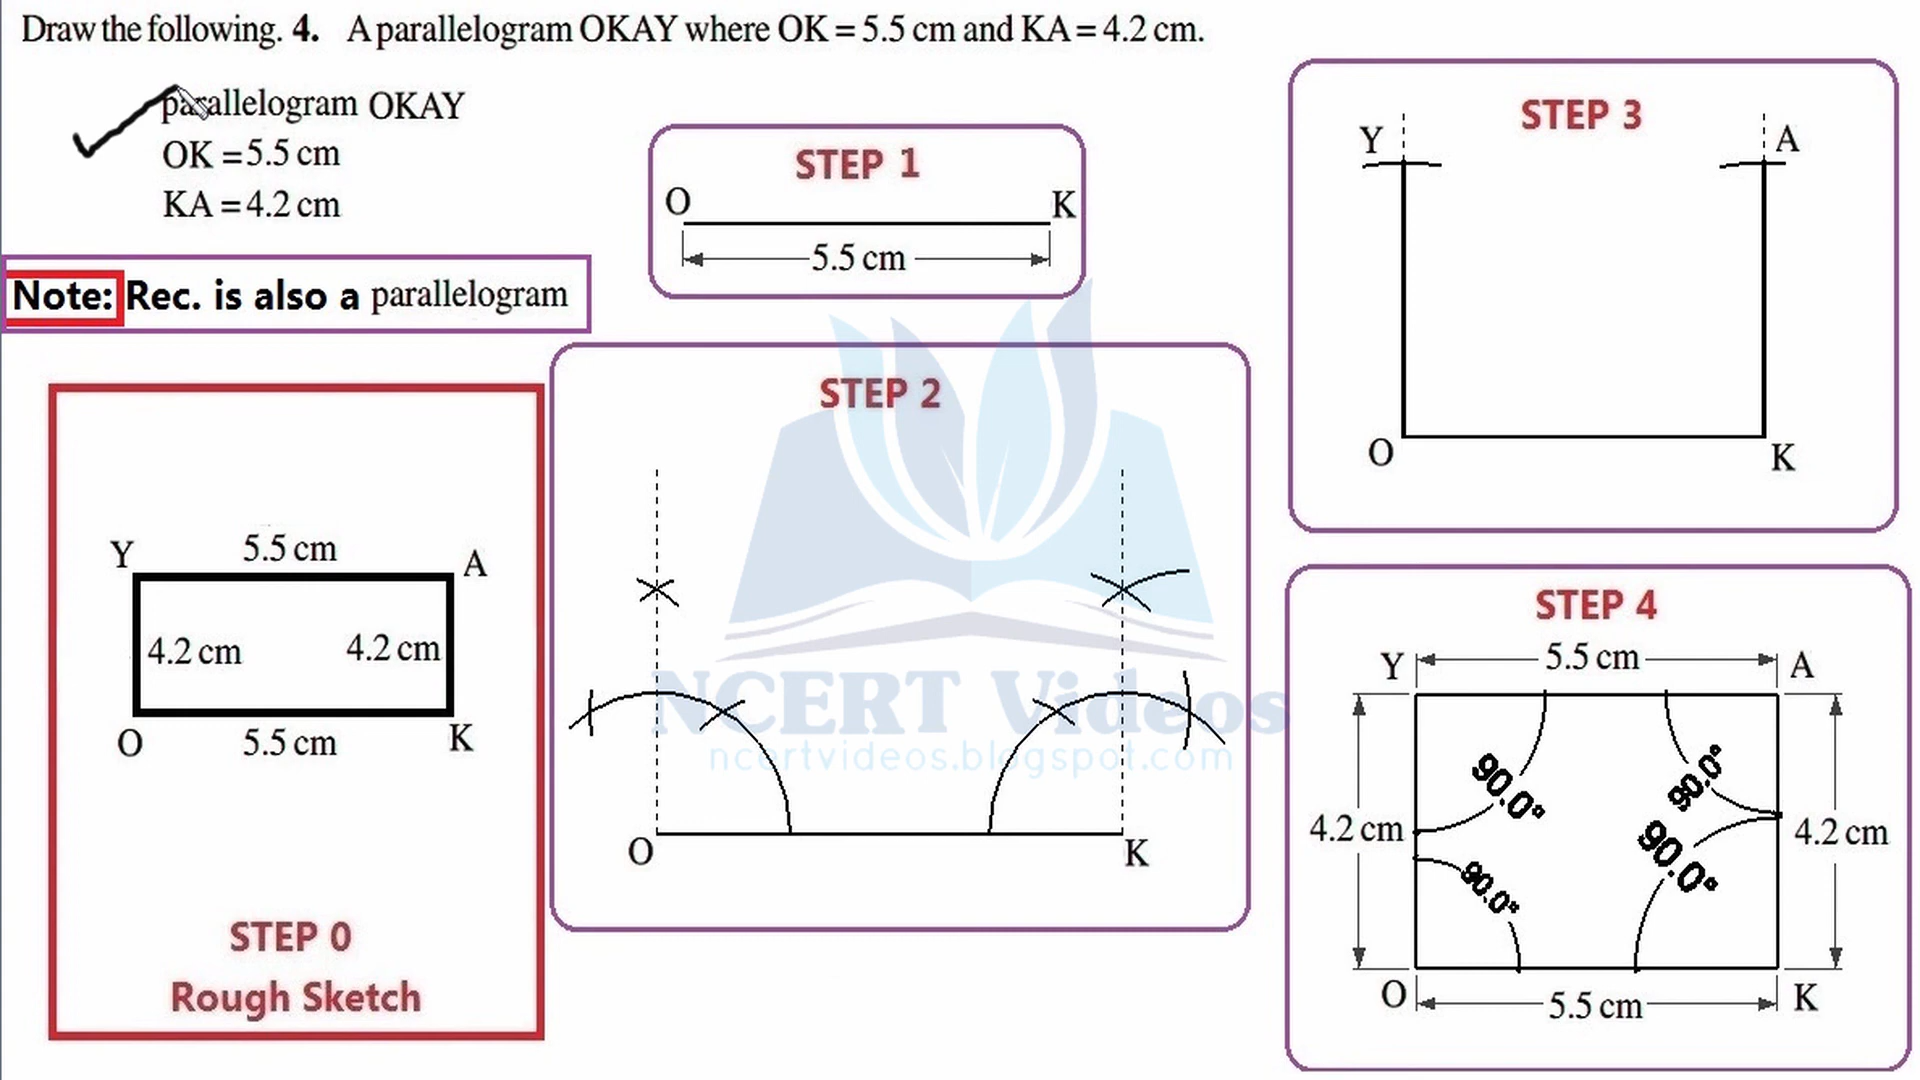 Draw the following. 4. A parallelogram OKAY where OK = 5.5 cm and KA = 4.2 cm.
parallelogram OKAY
OK = 5.5 cm
KA = 4.2 cm
Note: Rec. is also a parallelogram
Y 5.5 cm A
4.2 cm 4.2 cm
O 5.5 cm K
STEP 0
Rough Sketch
STEP 1
O K
5.5 cm
STEP 2
O K
NCERT Videos
ncertvideos.blogspot.com
STEP 3
Y A
O K
STEP 4
Y 5.5 cm A
90.0° 90.0°
4.2 cm 4.2 cm
90.0° 90.0°
O 5.5 cm K